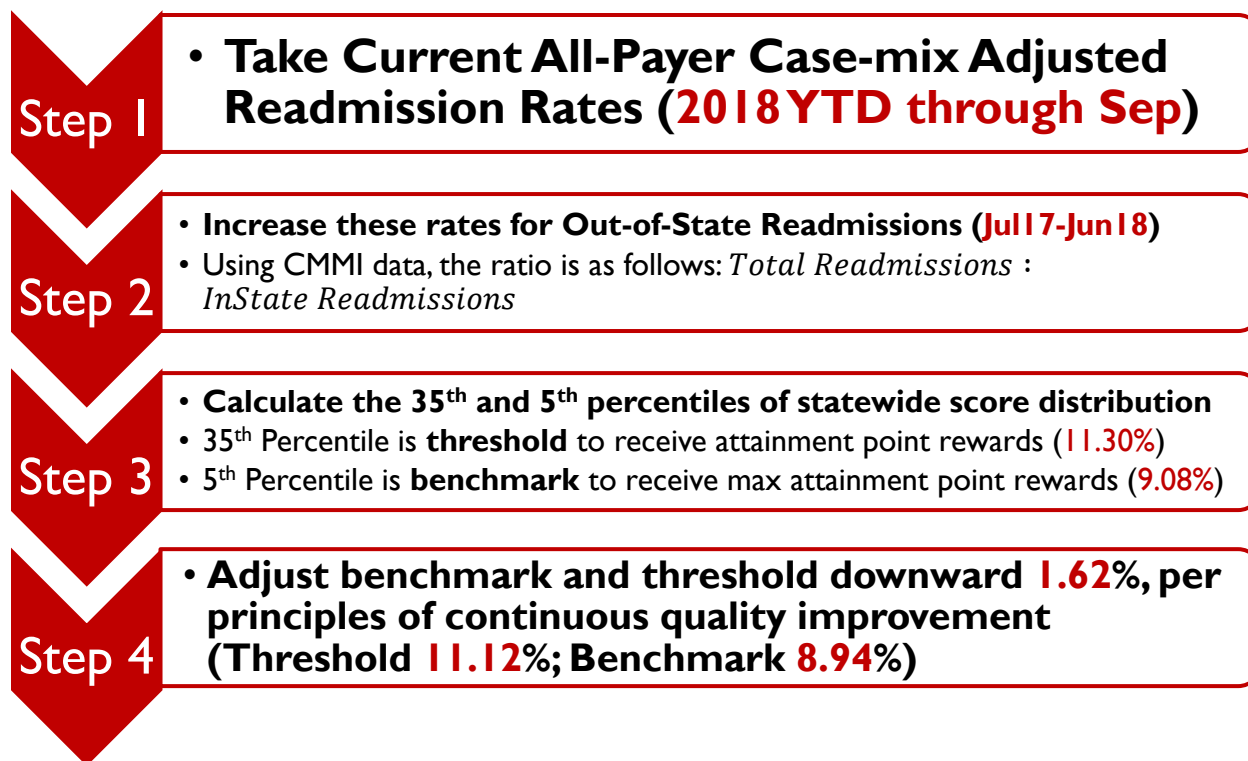 Step 1
• Take Current All-Payer Case-mix Adjusted
Readmission Rates (2018 YTD through Sep)
Step 2
• Increase these rates for Out-of-State Readmissions (Jul17-Jun18)
• Using CMMI data, the ratio is as follows: Total Readmissions :
InState Readmissions
Step 3
• Calculate the 35th and 5th percentiles of statewide score distribution
• 35th Percentile is threshold to receive attainment point rewards (11.30%)
• 5th Percentile is benchmark to receive max attainment point rewards (9.08%)
Step 4
• Adjust benchmark and threshold downward 1.62%, per
principles of continuous quality improvement
(Threshold 11.12%; Benchmark 8.94%)